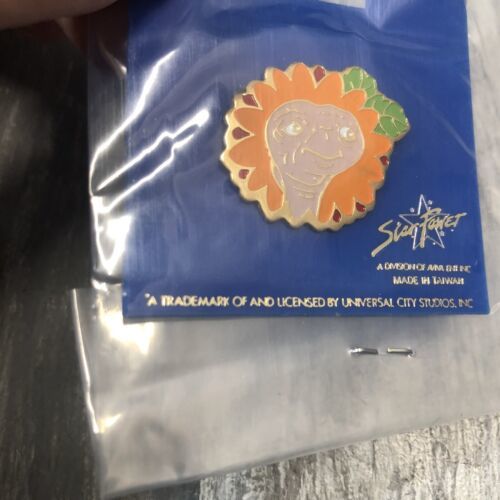 Star Power
A DIVISION OF AVIVA ENT. INC
MADE IN TAIWAN
*A TRADEMARK OF AND LICENSED BY UNIVERSAL CITY STUDIOS, INC